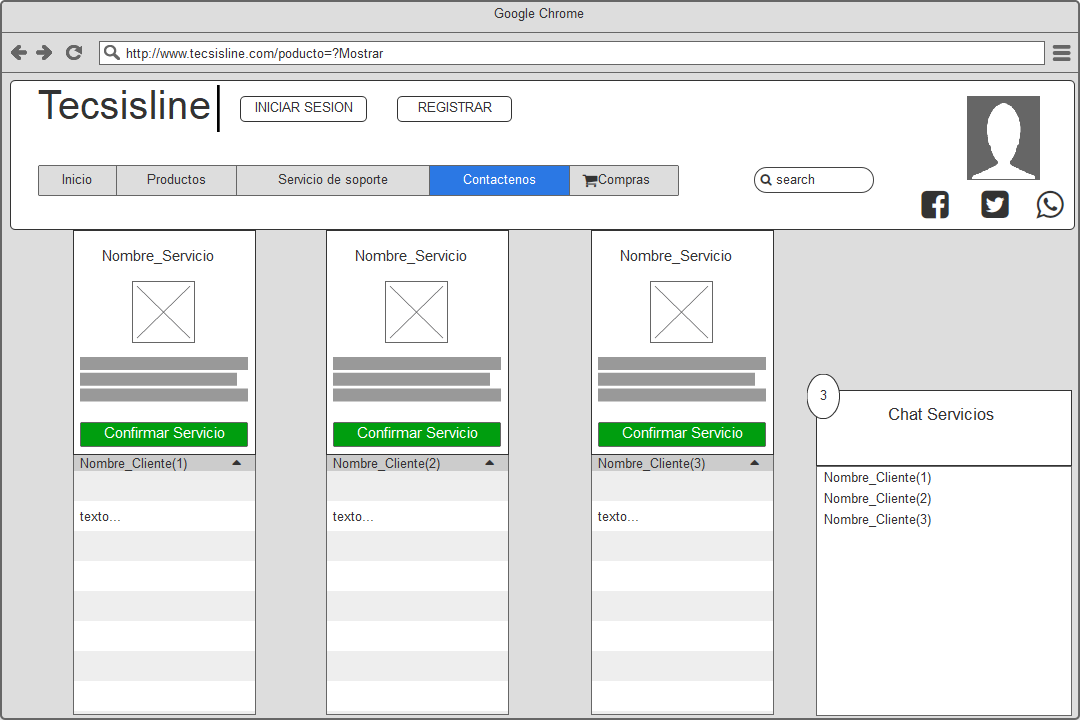 Google Chrome
http://www.tecsisline.com/poducto=?Mostrar
Tecsisline
INICIAR SESION
REGISTRAR
Inicio
Productos
Servicio de soporte
Contactenos
Compras
search
Nombre_Servicio
Nombre_Servicio
Nombre_Servicio
Confirmar Servicio
Confirmar Servicio
Confirmar Servicio
Nombre_Cliente(1)
Nombre_Cliente(2)
Nombre_Cliente(3)
texto...
texto...
texto...
3
Chat Servicios
Nombre_Cliente(1)
Nombre_Cliente(2)
Nombre_Cliente(3)